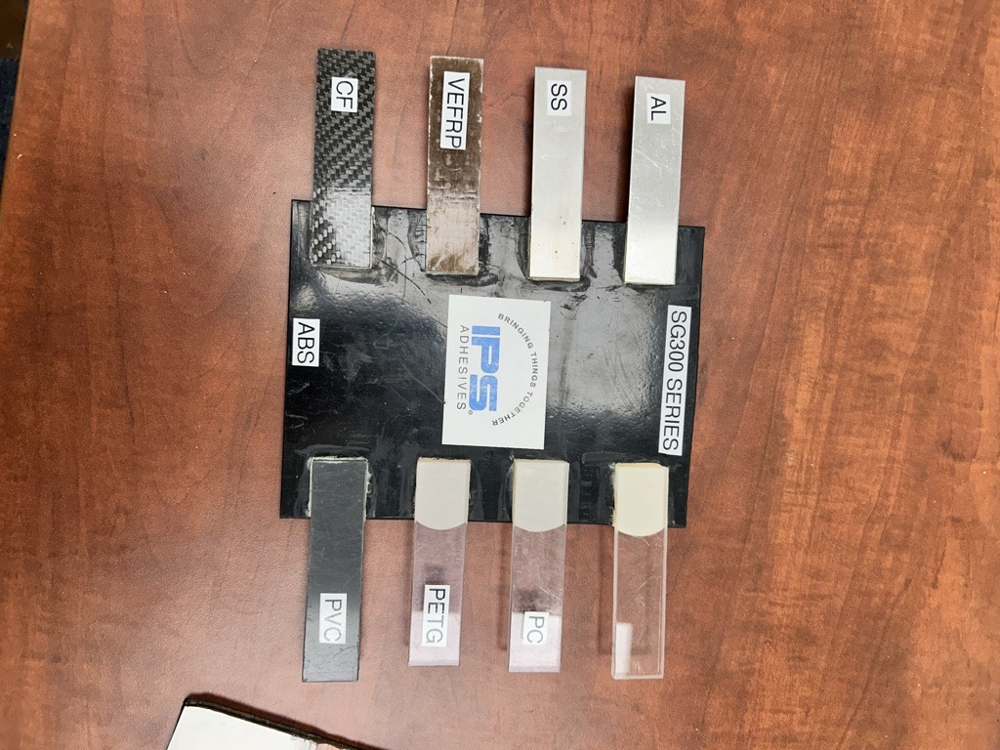 SG300 SERIES
AL
SS
VEFRP
CF
BRINGING THINGS TOGETHER
IPS®
ADHESIVES
ABS
PC
PETG
PVC